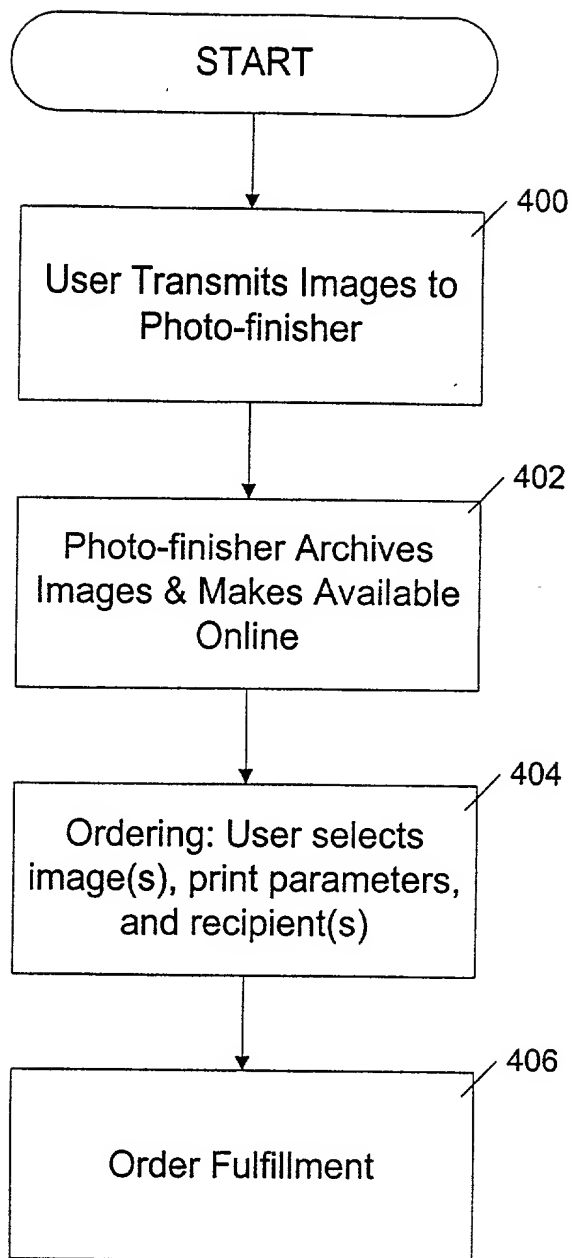 START
400
User Transmits Images to
Photo-finisher
402
Photo-finisher Archives
Images & Makes Available
Online
404
Ordering: User selects
image(s), print parameters,
and recipient(s)
406
Order Fulfillment